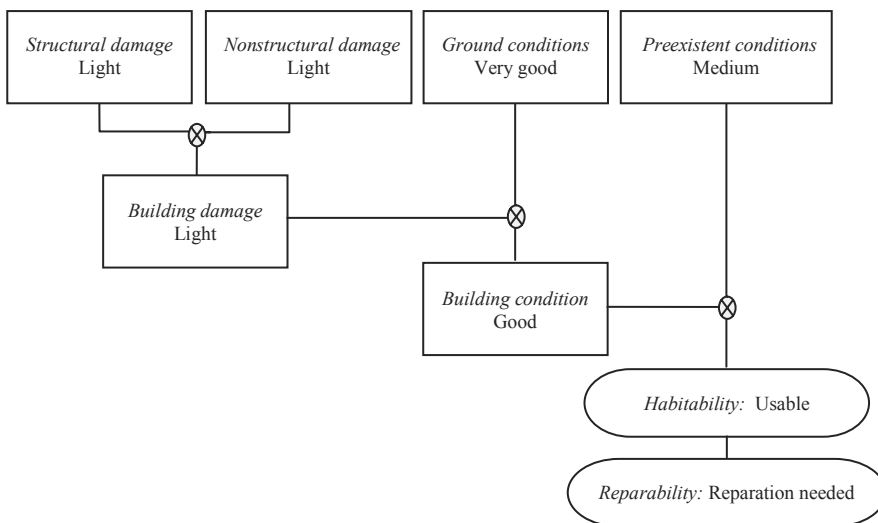 Structural damage
Light
Nonstructural damage
Light
Ground conditions
Very good
Preexistent conditions
Medium
Building damage
Light
Building condition
Good
Habitability: Usable
Reparability: Reparation needed